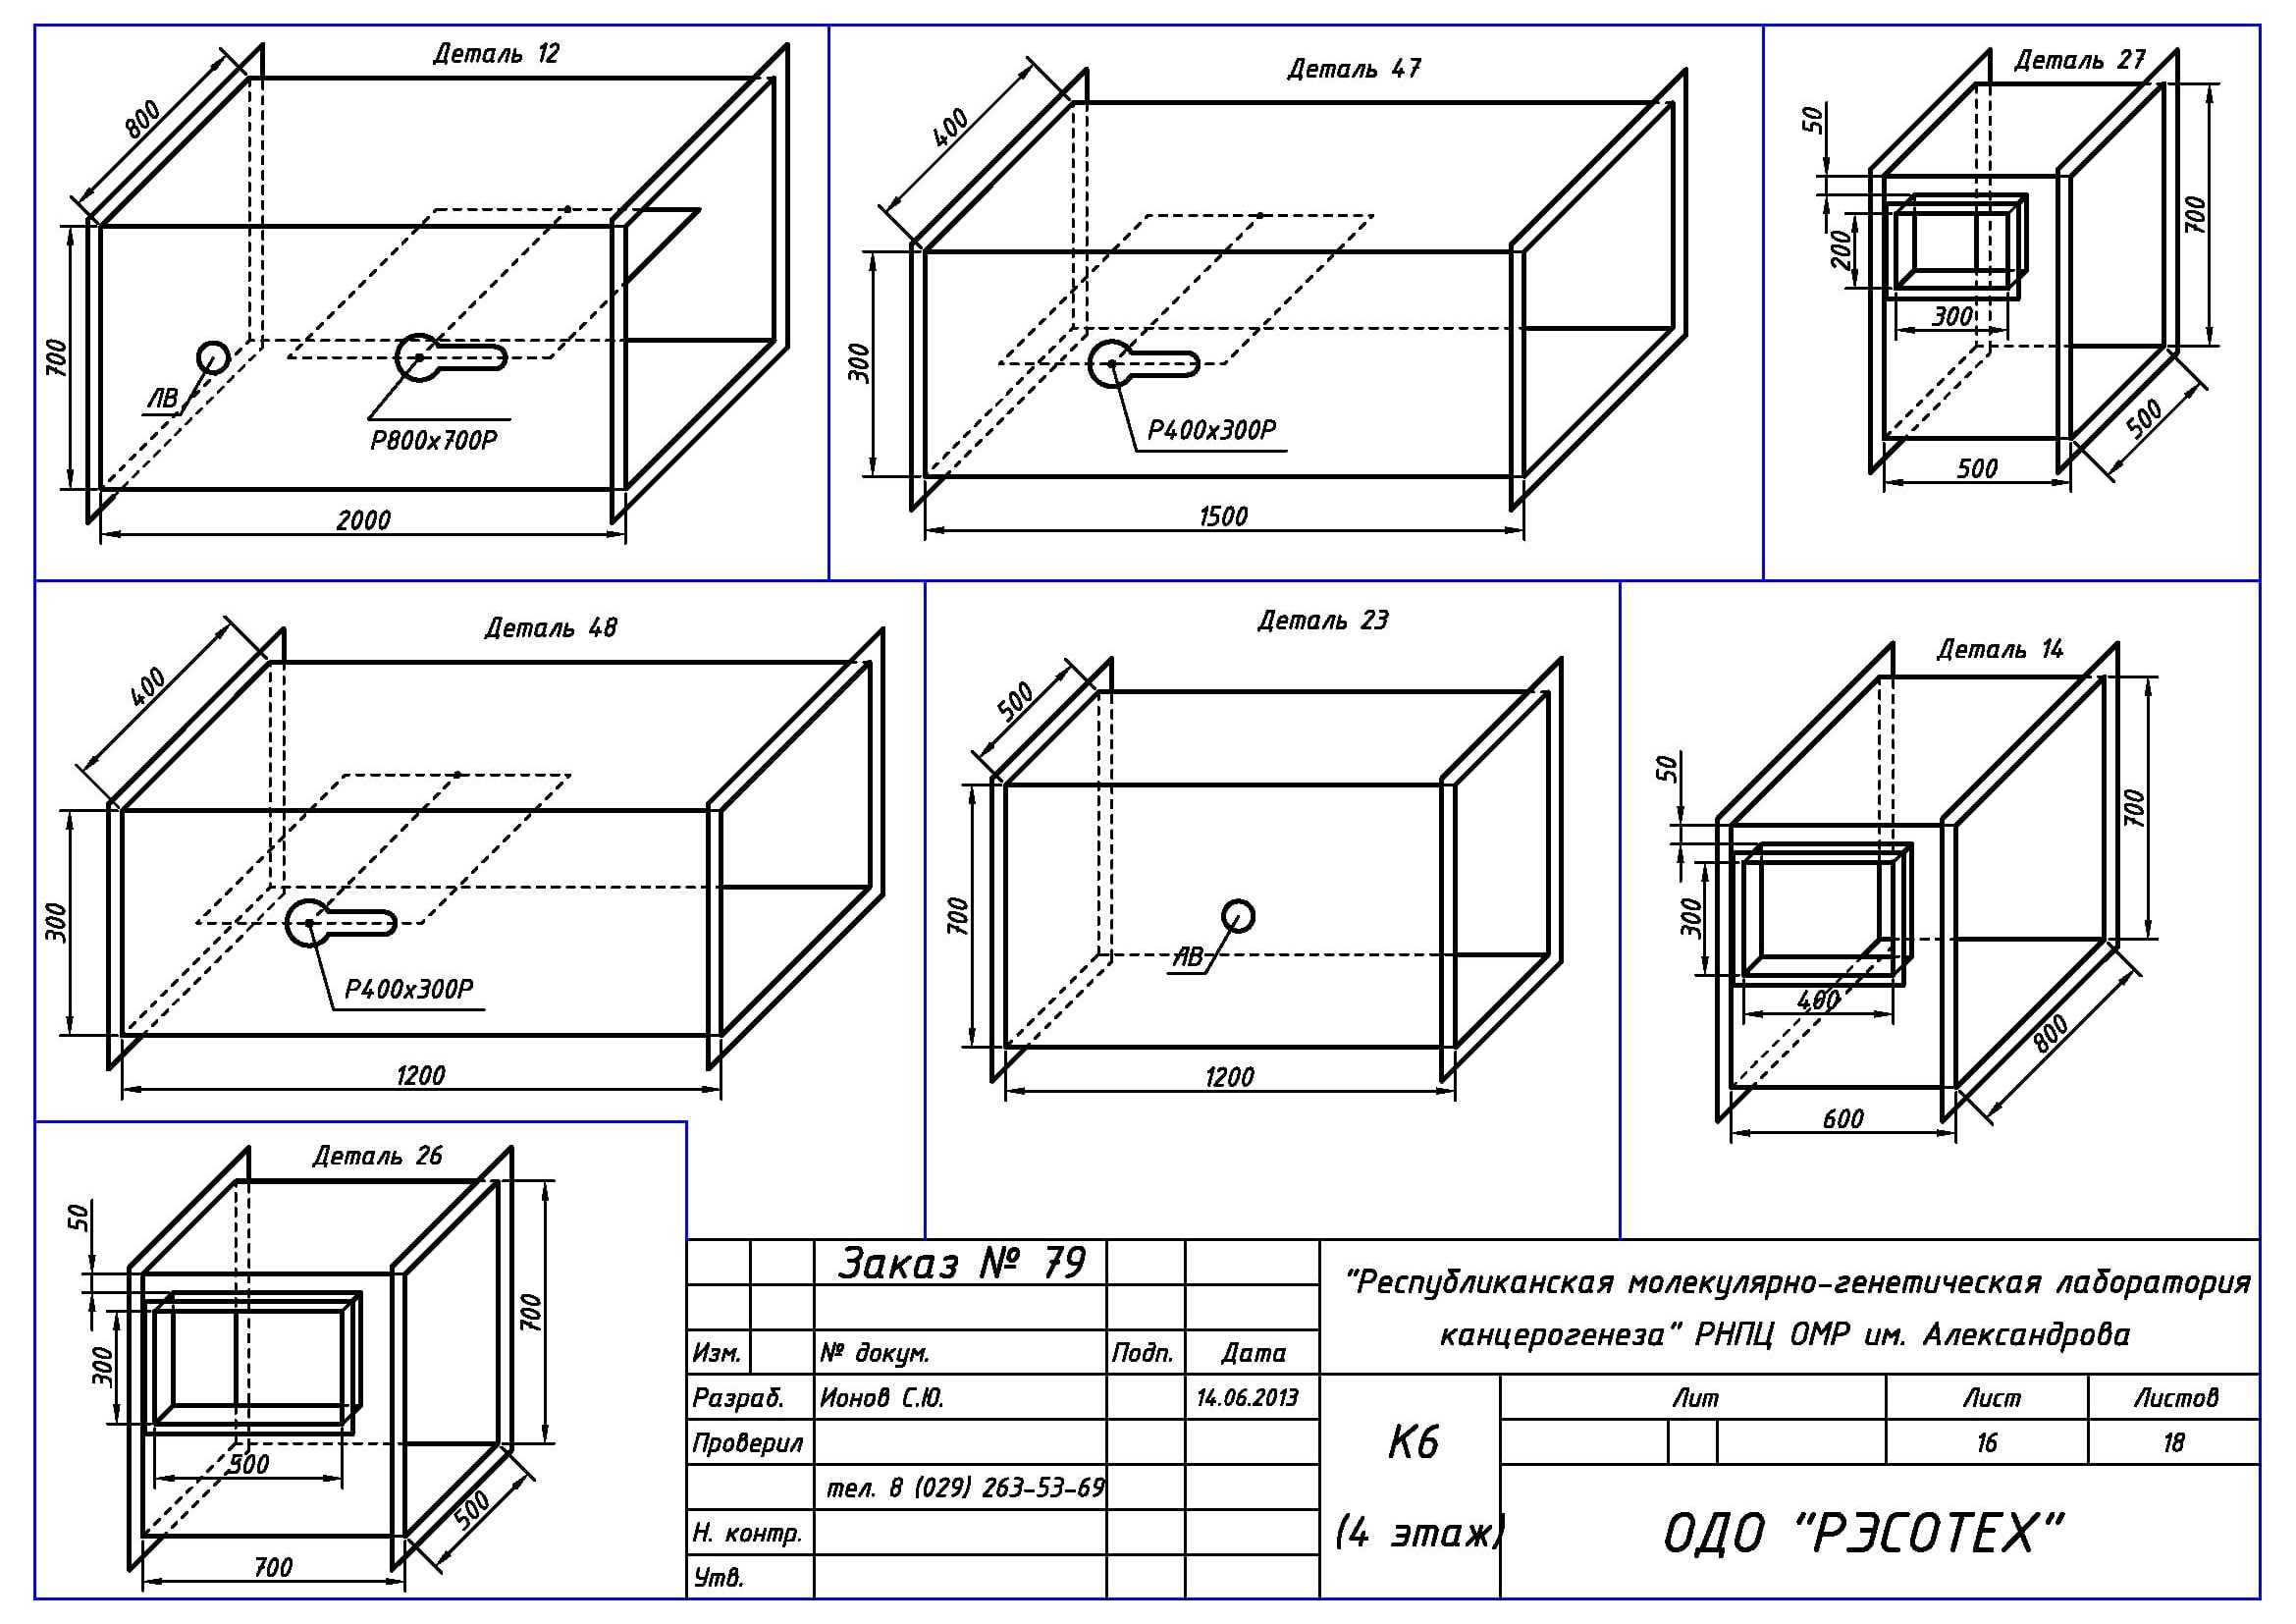 Деталь 12
800
700
ЛВ
Р800х700Р
2000
Деталь 47
400
300
Р400х300Р
1500
Деталь 27
50
200
300
700
500
500
Деталь 48
400
300
Р400х300Р
1200
Деталь 23
500
700
ЛВ
1200
Деталь 14
50
300
400
700
800
600
Деталь 26
50
300
500
700
500
700
Заказ № 79
"Республиканская молекулярно-генетическая лаборатория
канцерогенеза" РНПЦ ОМР им. Александрова
Изм. № докум. Подп. Дата
Разраб. Ионов С.Ю. 14.06.2013
Проверил
тел. 8 (029) 263-53-69
Н. контр.
Утв.
К6
(4 этаж)
Лит Лист Листов
16 18
ОДО "РЭСОТЕХ"